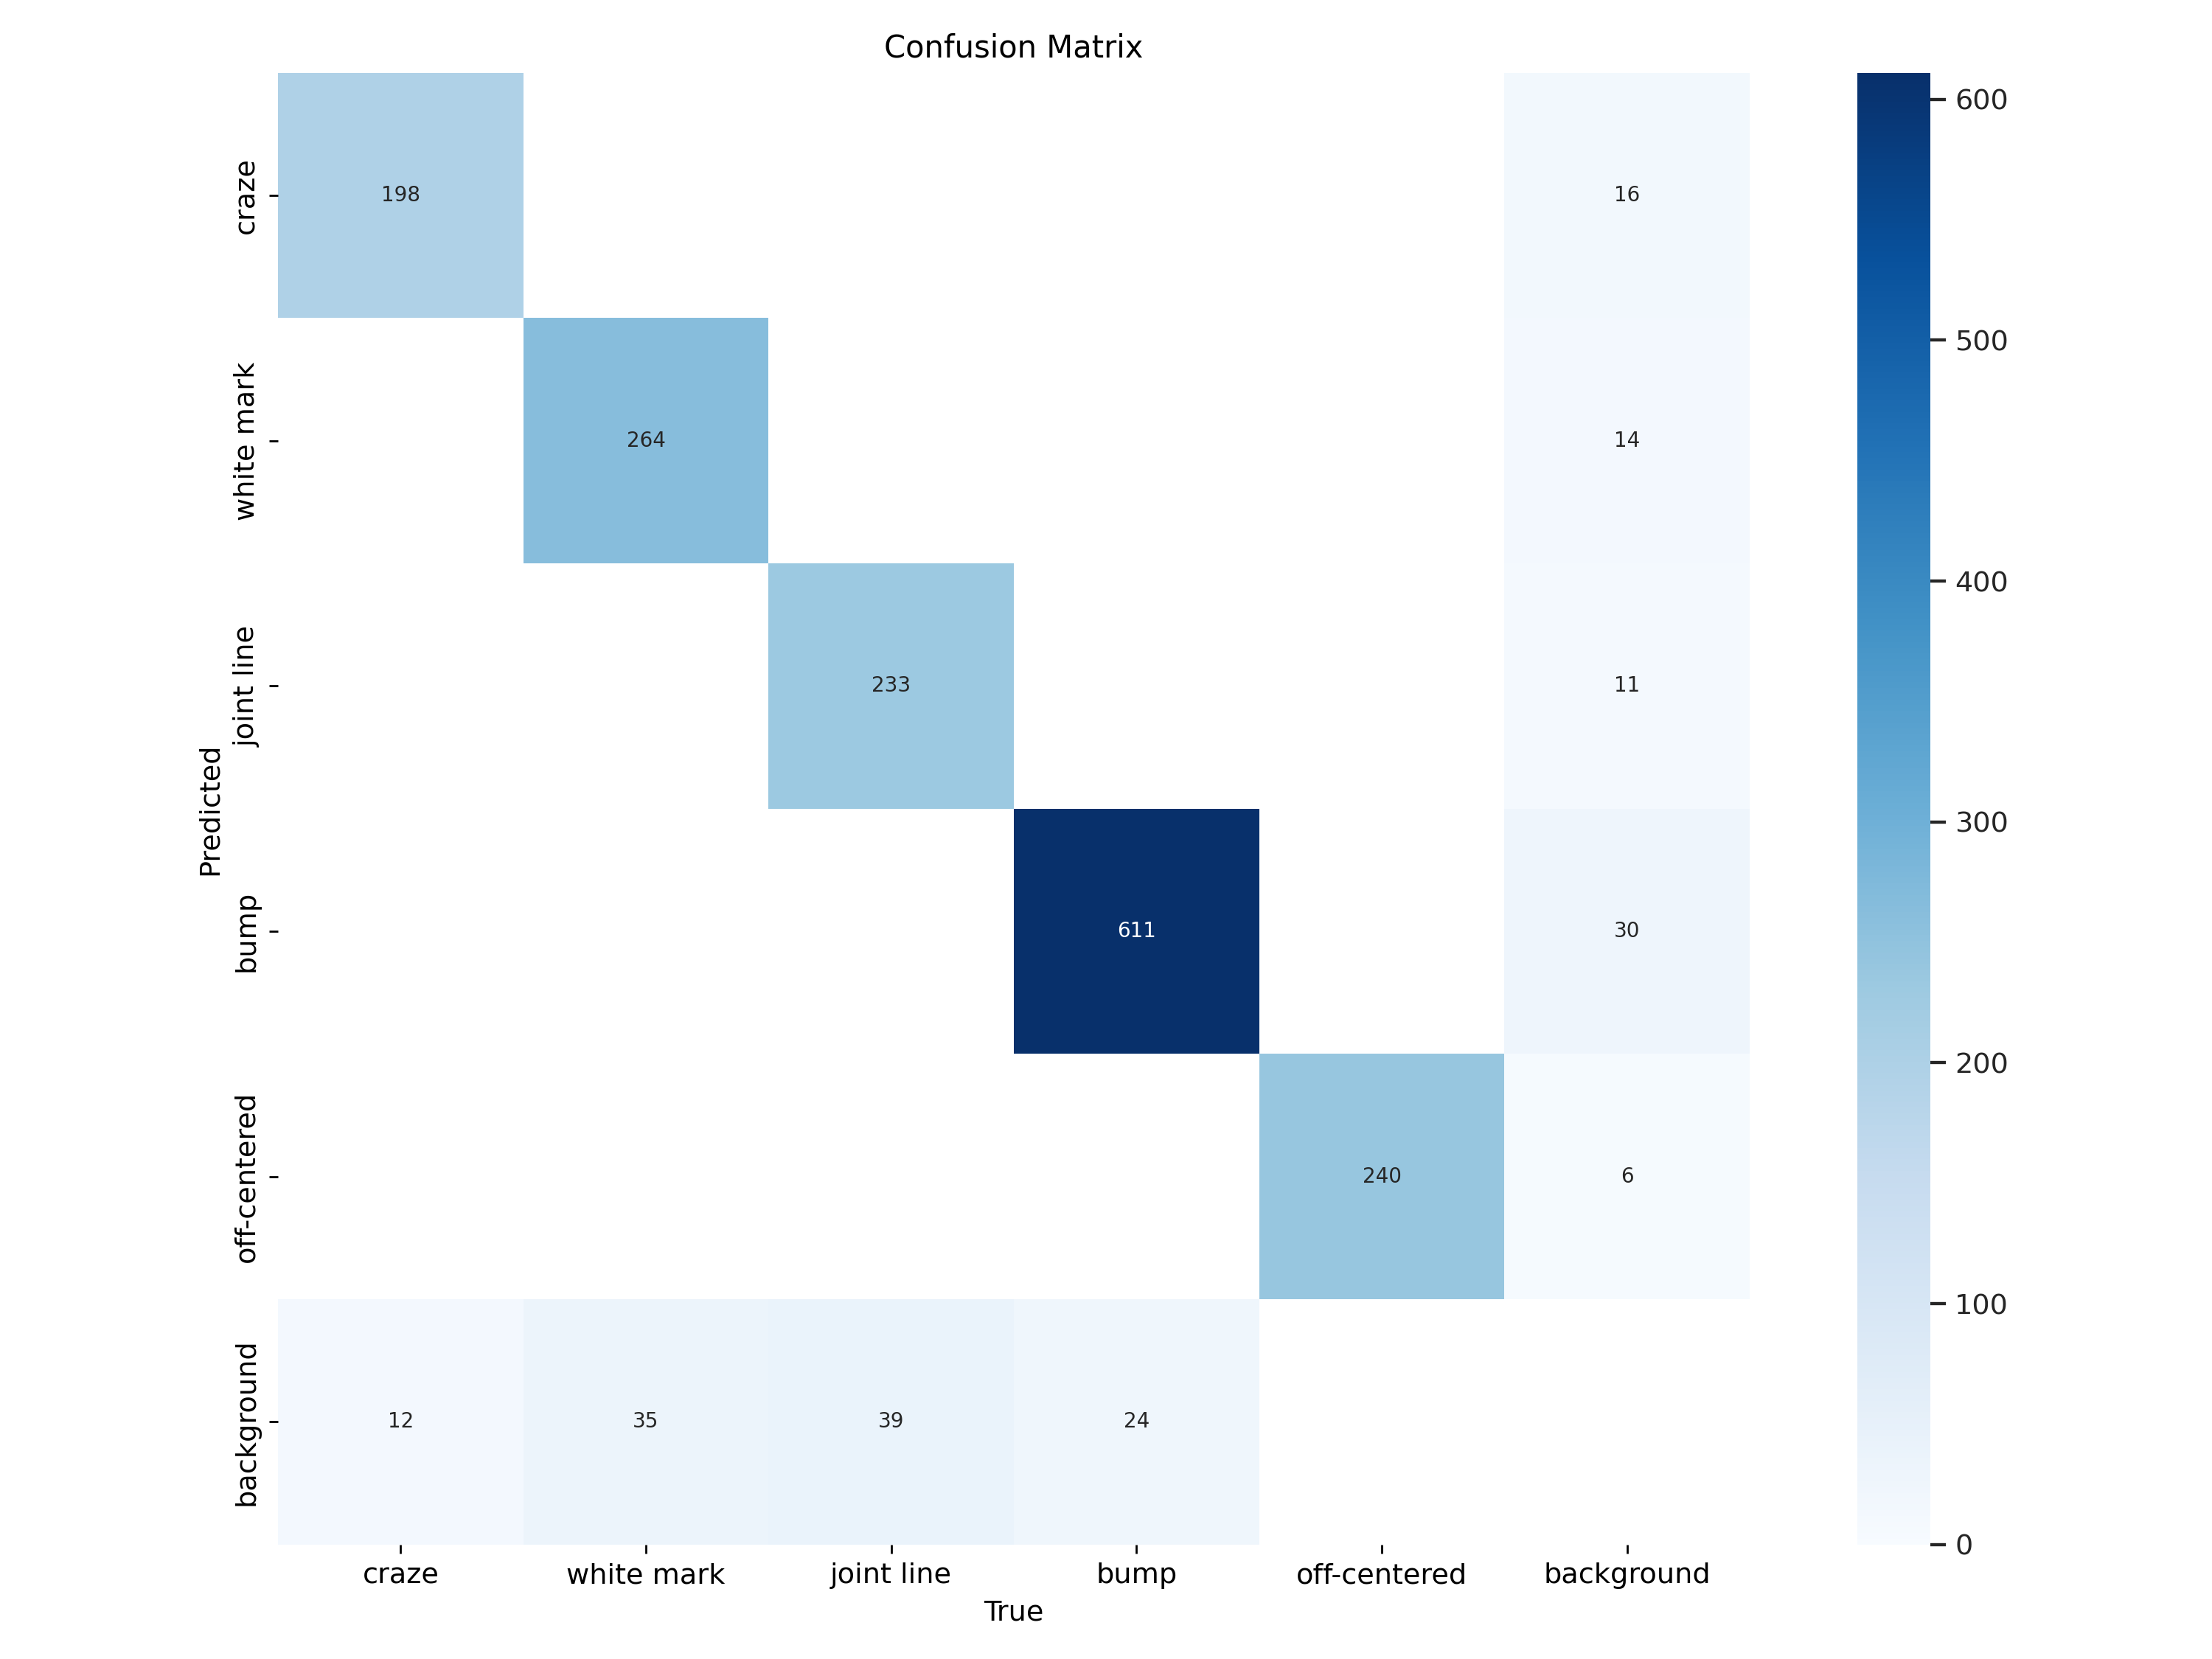 Confusion Matrix
craze
198
16
600
white mark
264
14
500
joint line
233
11
400
Predicted
bump
611
30
300
off-centered
240
6
200
background
12
35
39
24
100
0
craze
white mark
joint line
bump
off-centered
background
True